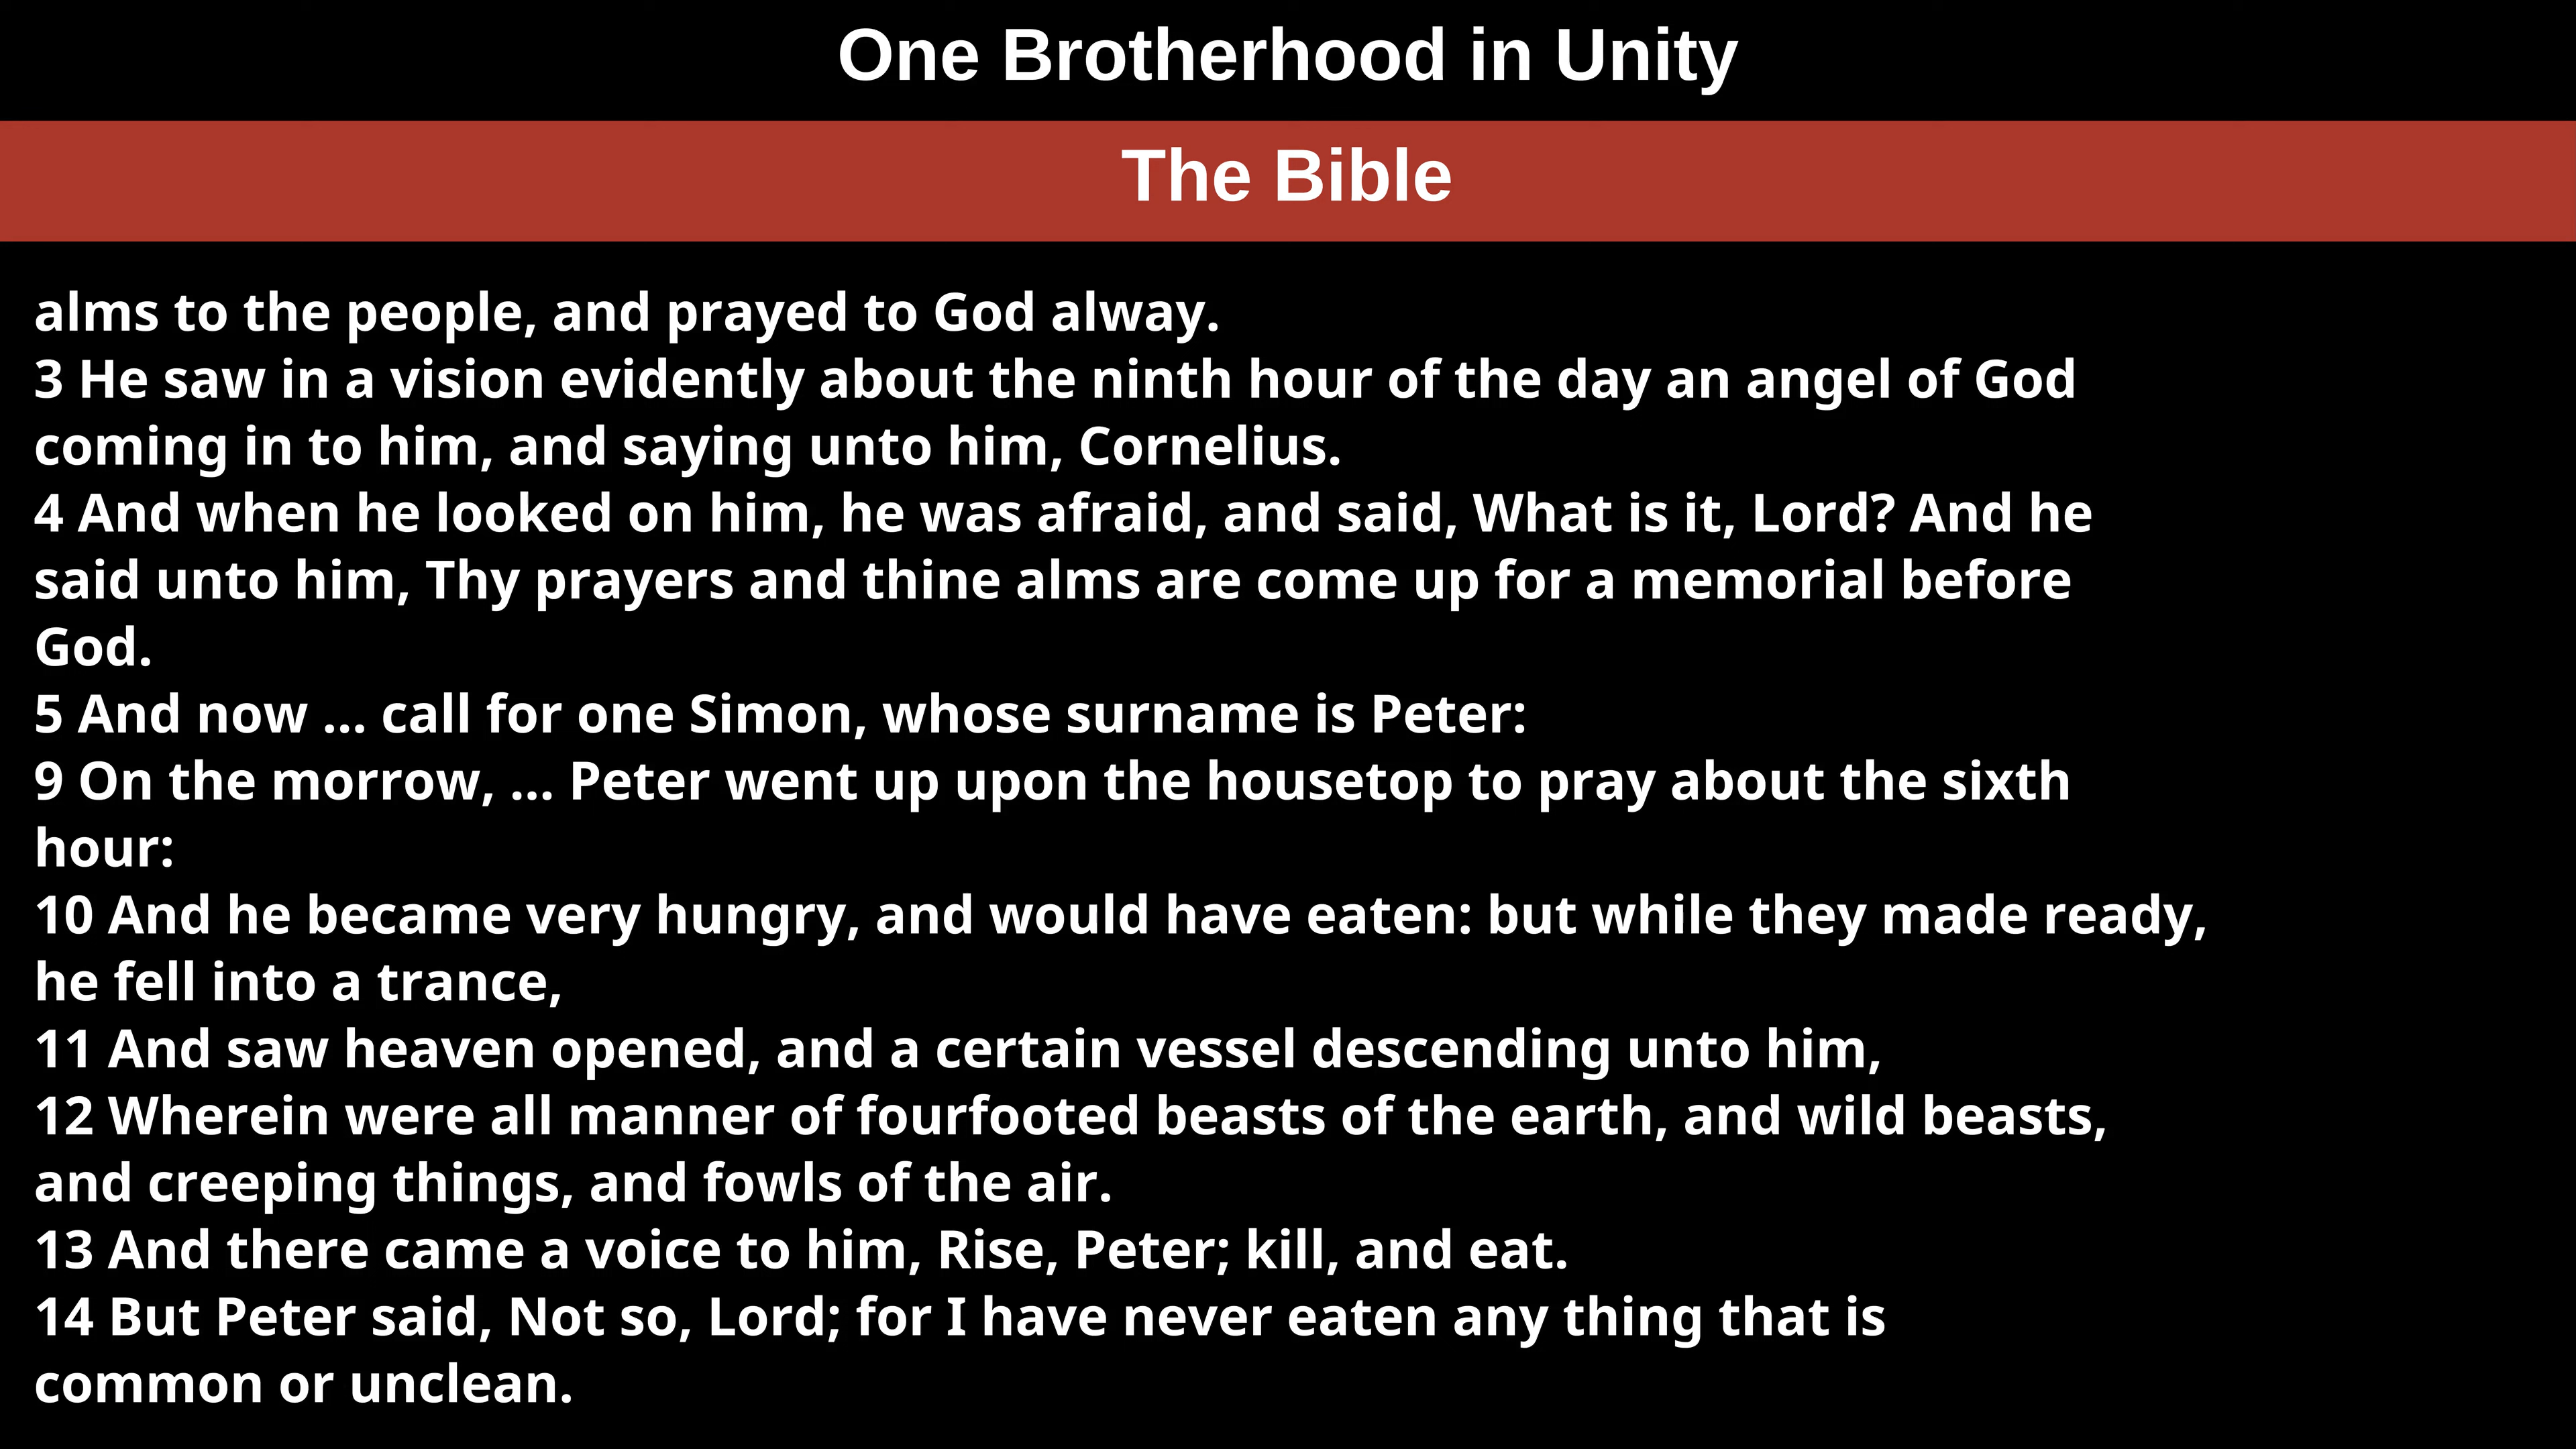 One Brotherhood in Unity
The Bible
alms to the people, and prayed to God alway.
3 He saw in a vision evidently about the ninth hour of the day an angel of God
coming in to him, and saying unto him, Cornelius.
4 And when he looked on him, he was afraid, and said, What is it, Lord? And he
said unto him, Thy prayers and thine alms are come up for a memorial before
God.
5 And now ... call for one Simon, whose surname is Peter:
9 On the morrow, ... Peter went up upon the housetop to pray about the sixth
hour:
10 And he became very hungry, and would have eaten: but while they made ready,
he fell into a trance,
11 And saw heaven opened, and a certain vessel descending unto him,
12 Wherein were all manner of fourfooted beasts of the earth, and wild beasts,
and creeping things, and fowls of the air.
13 And there came a voice to him, Rise, Peter; kill, and eat.
14 But Peter said, Not so, Lord; for I have never eaten any thing that is
common or unclean.